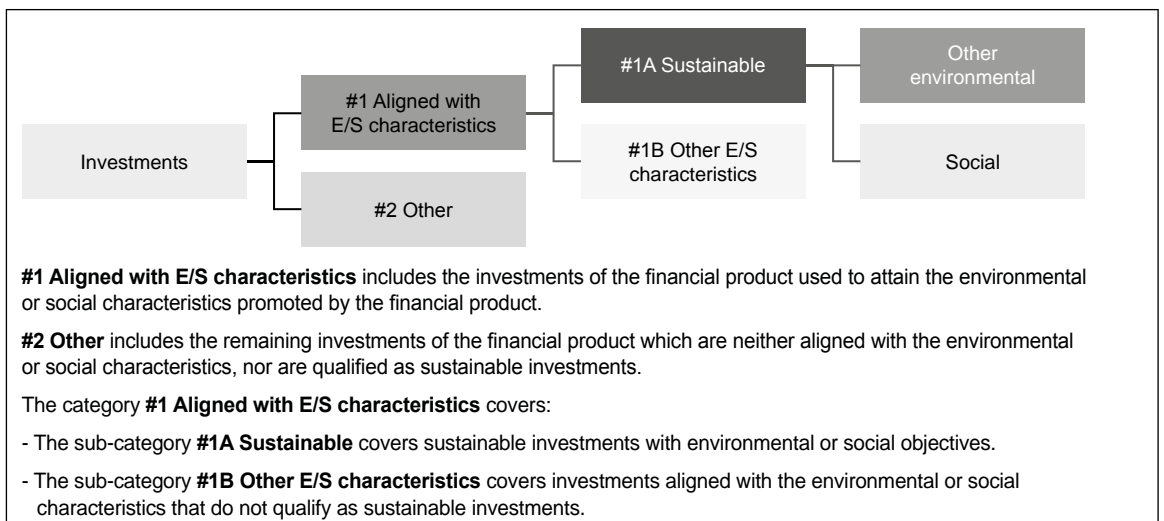 Investments
#1 Aligned with
E/S characteristics
#2 Other
#1A Sustainable
#1B Other E/S
characteristics
Other
environmental
Social
#1 Aligned with E/S characteristics includes the investments of the financial product used to attain the environmental
or social characteristics promoted by the financial product.
#2 Other includes the remaining investments of the financial product which are neither aligned with the environmental
or social characteristics, nor are qualified as sustainable investments.
The category #1 Aligned with E/S characteristics covers:
- The sub-category #1A Sustainable covers sustainable investments with environmental or social objectives.
- The sub-category #1B Other E/S characteristics covers investments aligned with the environmental or social
characteristics that do not qualify as sustainable investments.